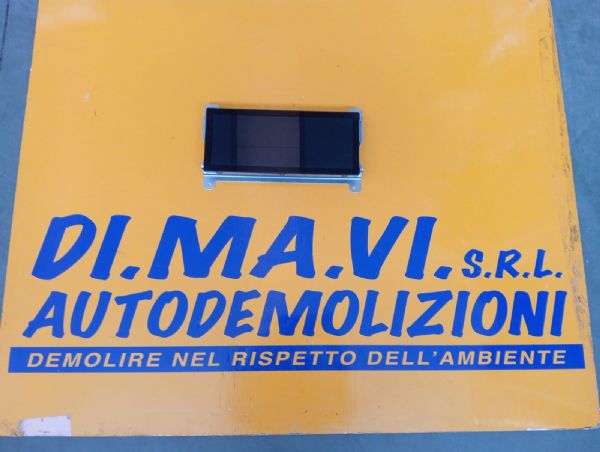 DI.MA.VI. S.R.L.
AUTODEMOLIZIONI
DEMOLIRE NEL RISPETTO DELL'AMBIENTE